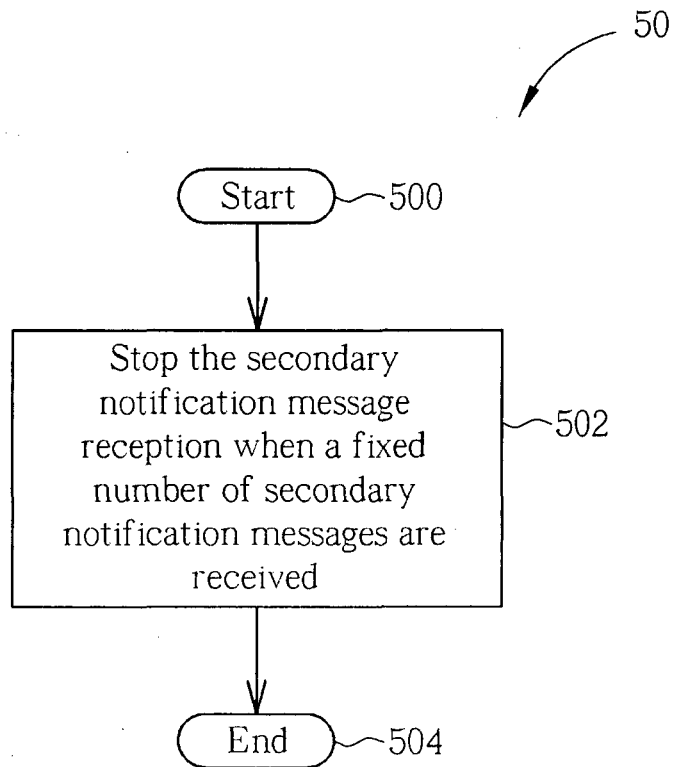 50
Start
500
Stop the secondary
notification message
reception when a fixed
number of secondary
notification messages are
received
502
End
504